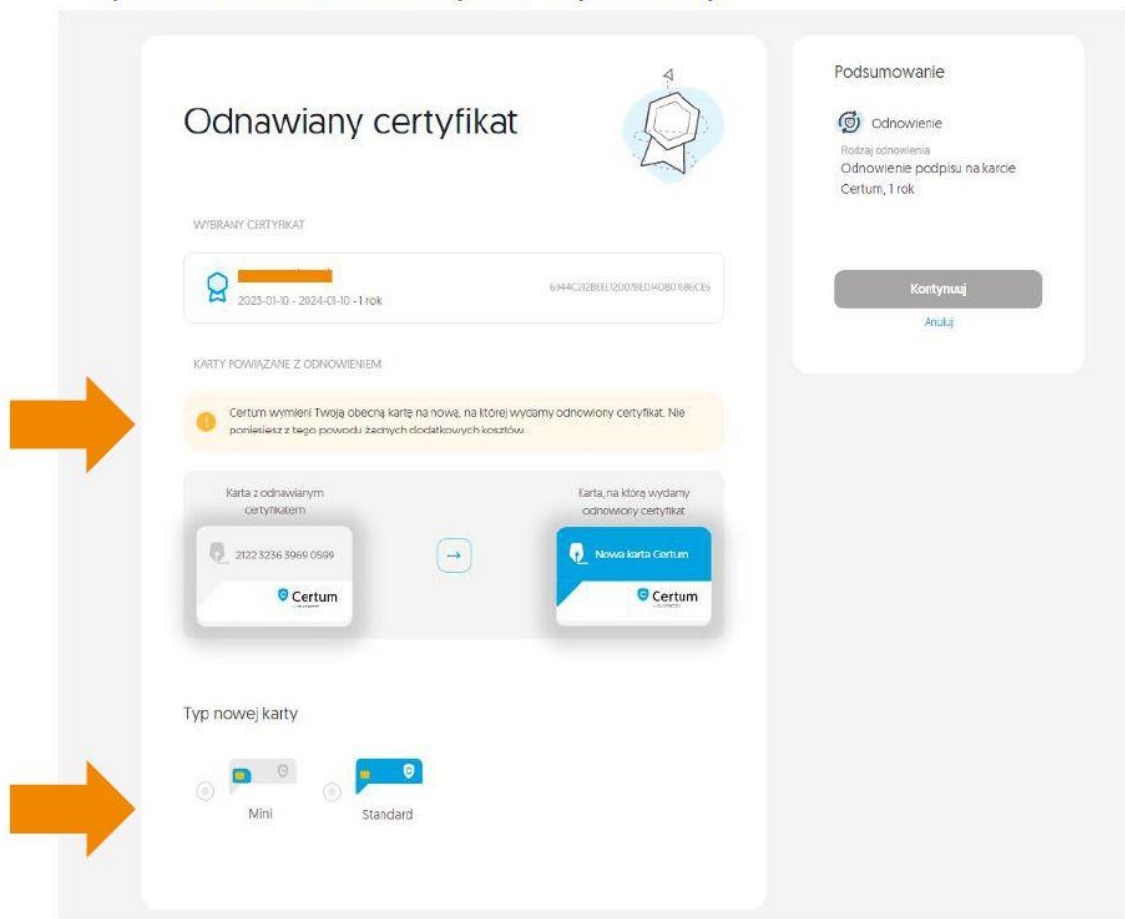 Odnawiany certyfikat
WYBRANY CERTYFIKAT
2023-01-10 - 2024-01-10 - 1 rok
KARTY POWIĄZANE Z ODNOWIENIEM
Certum wymieni Twoją obecną kartę na nową, na której wydamy odnowiony certyfikat. Nie
poniesiesz z tego powodu żadnych dodatkowych kosztów.
Karta z odnawianym
certyfikatem
2122 3236 3969 0599
Certum
Karta, na którą wydamy
odnowiony certyfikat
Nowa karta Certum
Certum
Typ nowej karty
Mini
Standard
Podsumowanie
Odnowienie
Rodzaj odnowienia
Odnowienie podpisu na karcie
Certum, 1 rok
Kontynuuj
Anuluj